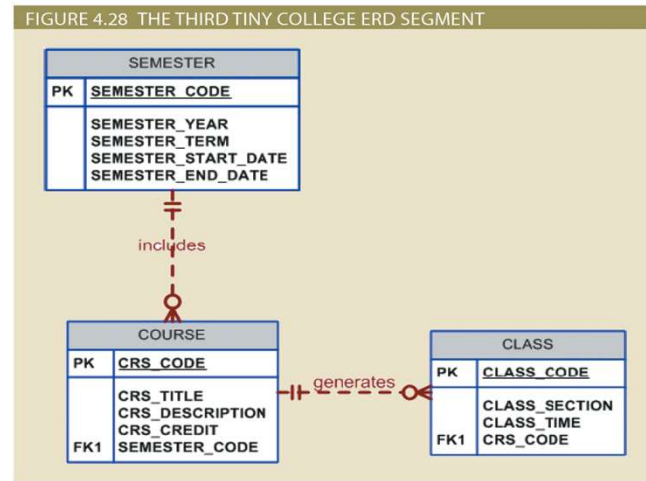 FIGURE 4.28 THE THIRD TINY COLLEGE ERD SEGMENT
SEMESTER
PK SEMESTER_CODE
SEMESTER_YEAR
SEMESTER_TERM
SEMESTER_START_DATE
SEMESTER_END_DATE
includes
COURSE
PK CRS_CODE
CRS_TITLE
CRS_DESCRIPTION
CRS_CREDIT
FK1 SEMESTER_CODE
generates
CLASS
PK CLASS_CODE
CLASS_SECTION
CLASS_TIME
FK1 CRS_CODE